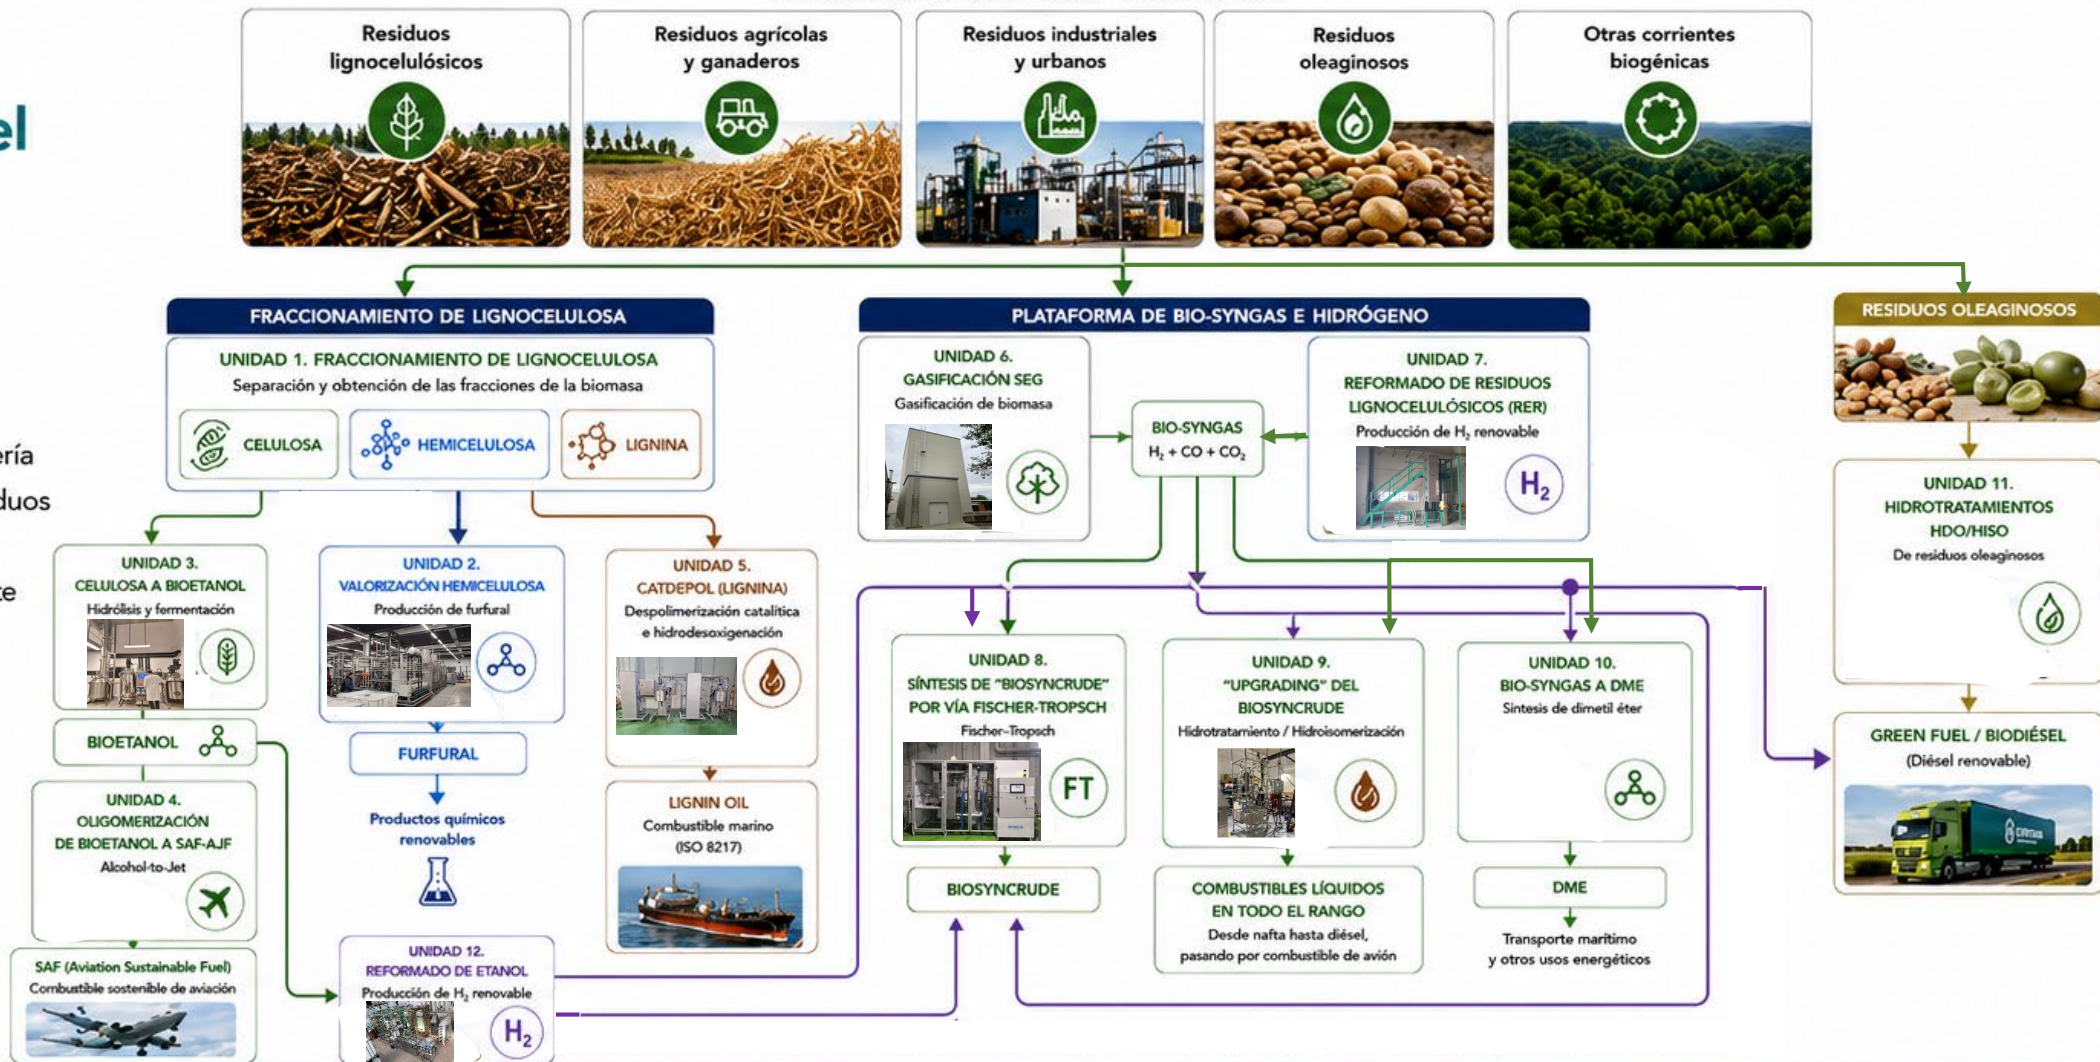 Residuos
lignocelulósicos
Residuos agrícolas
y ganaderos
Residuos industriales
y urbanos
Residuos
oleaginosos
Otras corrientes
biogénicas
el
ería
duos
te
FRACCIONAMIENTO DE LIGNOCELULOSA
UNIDAD 1. FRACCIONAMIENTO DE LIGNOCELULOSA
Separación y obtención de las fracciones de la biomasa
CELULOSA
HEMICELULOSA
LIGNINA
UNIDAD 3.
CELULOSA A BIOETANOL
Hidrólisis y fermentación
BIOETANOL
UNIDAD 4.
OLIGOMERIZACIÓN
DE BIOETANOL A SAF-AJF
Alcohol-to-Jet
SAF (Aviation Sustainable Fuel)
Combustible sostenible de aviación
UNIDAD 2.
VALORIZACIÓN HEMICELULOSA
Producción de furfural
FURFURAL
Productos químicos
renovables
UNIDAD 12.
REFORMADO DE ETANOL
Producción de H₂ renovable
H₂
UNIDAD 5.
CATDEPOL (LIGNINA)
Despolimerización catalítica
e hidrodesoxigenación
LIGNIN OIL
Combustible marino
(ISO 8217)
PLATAFORMA DE BIO-SYNGAS E HIDRÓGENO
UNIDAD 6.
GASIFICACIÓN SEG
Gasificación de biomasa
BIO-SYNGAS
H₂ + CO + CO₂
UNIDAD 7.
REFORMADO DE RESIDUOS
LIGNOCELULÓSICOS (RER)
Producción de H₂ renovable
H₂
UNIDAD 8.
SÍNTESIS DE "BIOSYNCRUDE"
POR VÍA FISCHER-TROPSCH
Fischer-Tropsch
FT
BIOSYNCRUDE
UNIDAD 9.
"UPGRADING" DEL
BIOSYNCRUDE
Hidrotratamiento / Hidroisomerización
COMBUSTIBLES LÍQUIDOS
EN TODO EL RANGO
Desde nafta hasta diésel,
pasando por combustible de avión
UNIDAD 10.
BIO-SYNGAS A DME
Síntesis de dimetil éter
DME
Transporte marítimo
y otros usos energéticos
RESIDUOS OLEAGINOSOS
UNIDAD 11.
HIDROTRATAMIENTOS
HDO/HISO
De residuos oleaginosos
GREEN FUEL / BIODIÉSEL
(Diésel renovable)